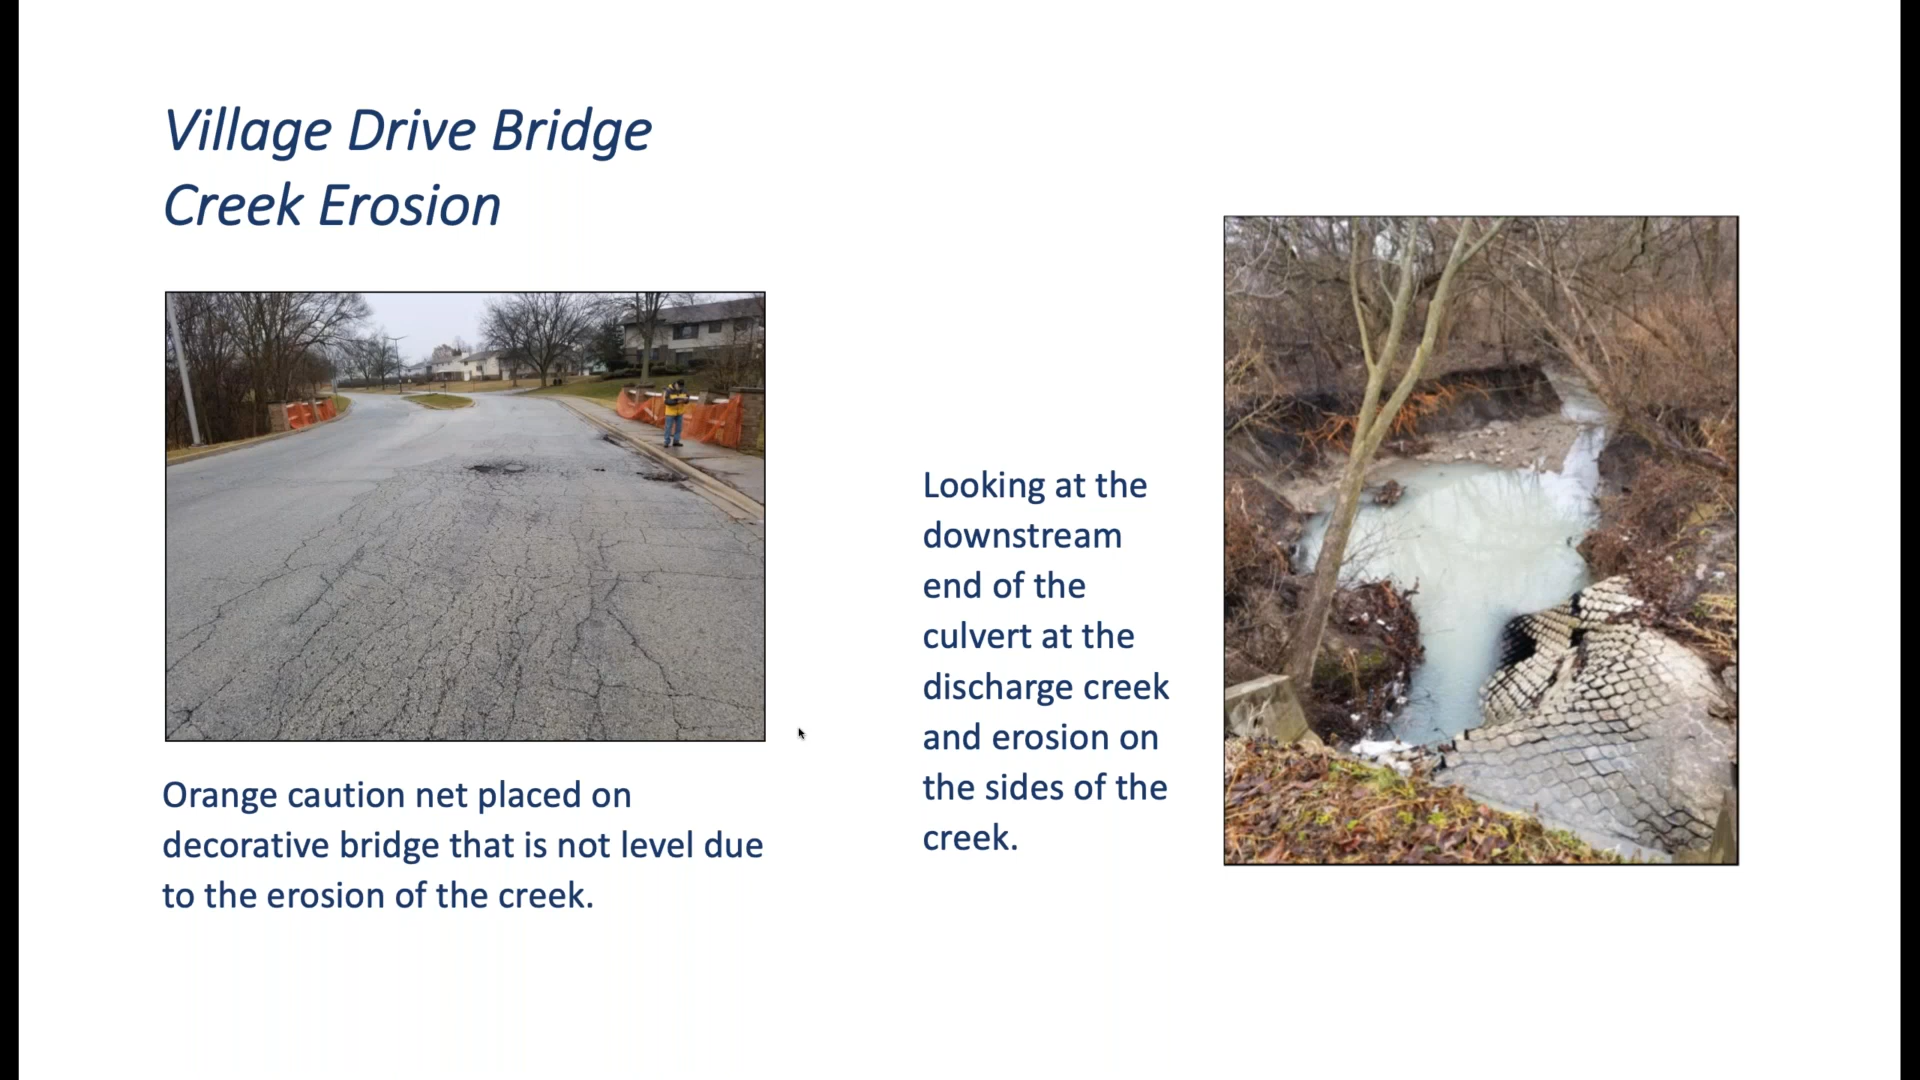 Village Drive Bridge
Creek Erosion
Orange caution net placed on
decorative bridge that is not level due
to the erosion of the creek.
Looking at the
downstream
end of the
culvert at the
discharge creek
and erosion on
the sides of the
creek.